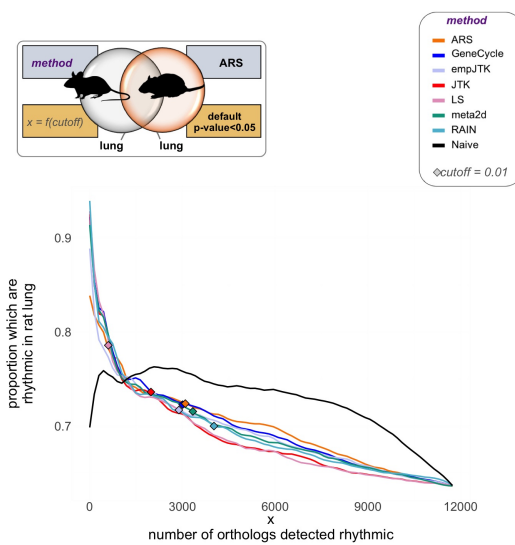 method
ARS
x = f(cutoff)
default
p-value<0.05
lung
lung
method
ARS
GeneCycle
empJTK
JTK
LS
meta2d
RAIN
Naive
cutoff = 0.01
proportion which are
rhythmic in rat lung
0.9
0.8
0.7
0
3000
6000
9000
12000
x
number of orthologs detected rhythmic